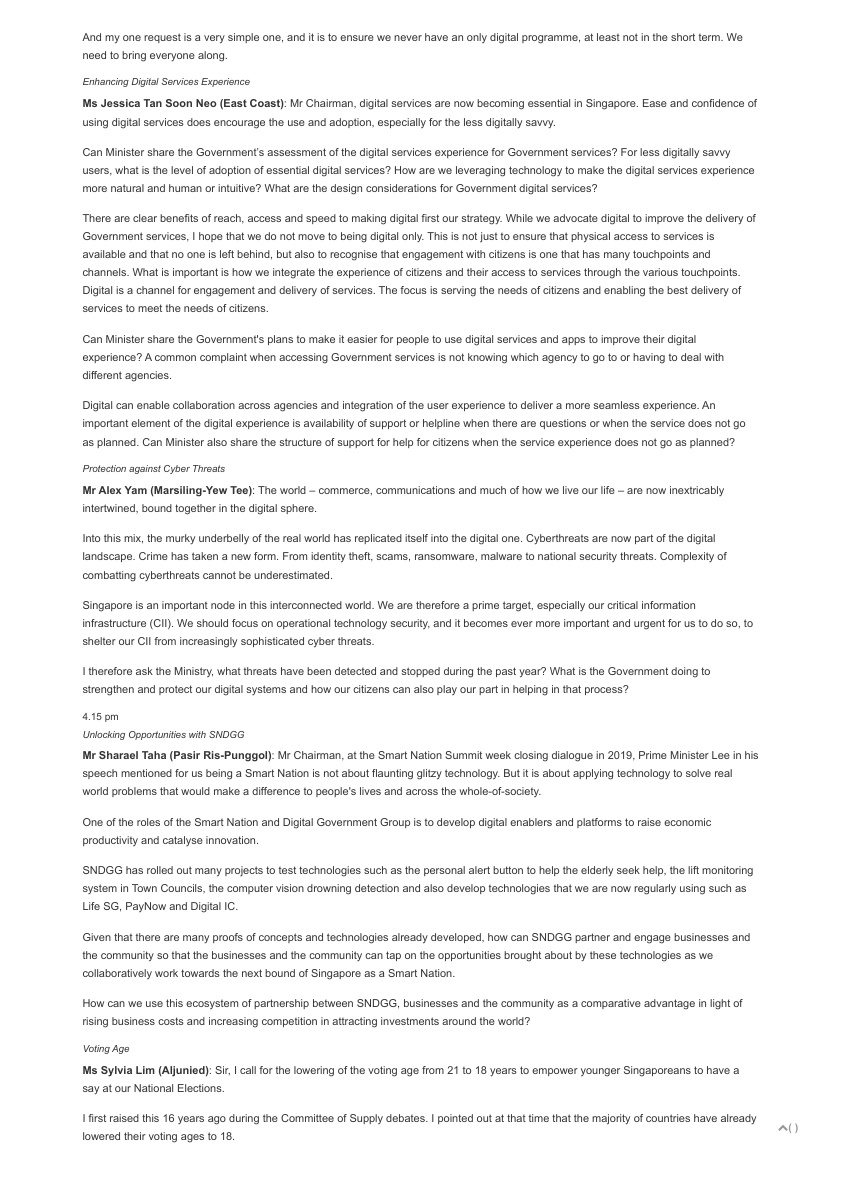 And my one request is a very simple one, and it is to ensure we never have an only digital programme, at least not in the short term. We
need to bring everyone along.
Enhancing Digital Services Experience
Ms Jessica Tan Soon Neo (East Coast): Mr Chairman, digital services are now becoming essential in Singapore. Ease and confidence of
using digital services does encourage the use and adoption, especially for the less digitally savvy.
Can Minister share the Government's assessment of the digital services experience for Government services? For less digitally savvy
users, what is the level of adoption of essential digital services? How are we leveraging technology to make the digital services experience
more natural and human or intuitive? What are the design considerations for Government digital services?
There are clear benefits of reach, access and speed to making digital first our strategy. While we advocate digital to improve the delivery of
Government services, I hope that we do not move to being digital only. This is not just to ensure that physical access to services is
available and that no one is left behind, but also to recognise that engagement with citizens is one that has many touchpoints and
channels. What is important is how we integrate the experience of citizens and their access to services through the various touchpoints.
Digital is a channel for engagement and delivery of services. The focus is serving the needs of citizens and enabling the best delivery of
services to meet the needs of citizens.
Can Minister share the Government's plans to make it easier for people to use digital services and apps to improve their digital
experience? A common complaint when accessing Government services is not knowing which agency to go to or having to deal with
different agencies.
Digital can enable collaboration across agencies and integration of the user experience to deliver a more seamless experience. An
important element of the digital experience is availability of support or helpline when there are questions or when the service does not go
as planned. Can Minister also share the structure of support for help for citizens when the service experience does not go as planned?
Protection against Cyber Threats
Mr Alex Yam (Marsiling-Yew Tee): The world – commerce, communications and much of how we live our life – are now inextricably
intertwined, bound together in the digital sphere.
Into this mix, the murky underbelly of the real world has replicated itself into the digital one. Cyberthreats are now part of the digital
landscape. Crime has taken a new form. From identity theft, scams, ransomware, malware to national security threats. Complexity of
combatting cyberthreats cannot be underestimated.
Singapore is an important node in this interconnected world. We are therefore a prime target, especially our critical information
infrastructure (CII). We should focus on operational technology security, and it becomes ever more important and urgent for us to do so, to
shelter our CII from increasingly sophisticated cyber threats.
I therefore ask the Ministry, what threats have been detected and stopped during the past year? What is the Government doing to
strengthen and protect our digital systems and how our citizens can also play our part in helping in that process?
4.15 pm
Unlocking Opportunities with SNDGG
Mr Sharael Taha (Pasir Ris-Punggol): Mr Chairman, at the Smart Nation Summit week closing dialogue in 2019, Prime Minister Lee in his
speech mentioned for us being a Smart Nation is not about flaunting glitzy technology. But it is about applying technology to solve real
world problems that would make a difference to people's lives and across the whole-of-society.
One of the roles of the Smart Nation and Digital Government Group is to develop digital enablers and platforms to raise economic
productivity and catalyse innovation.
SNDGG has rolled out many projects to test technologies such as the personal alert button to help the elderly seek help, the lift monitoring
system in Town Councils, the computer vision drowning detection and also develop technologies that we are now regularly using such as
Life SG, PayNow and Digital IC.
Given that there are many proofs of concepts and technologies already developed, how can SNDGG partner and engage businesses and
the community so that the businesses and the community can tap on the opportunities brought about by these technologies as we
collaboratively work towards the next bound of Singapore as a Smart Nation.
How can we use this ecosystem of partnership between SNDGG, businesses and the community as a comparative advantage in light of
rising business costs and increasing competition in attracting investments around the world?
Voting Age
Ms Sylvia Lim (Aljunied): Sir, I call for the lowering of the voting age from 21 to 18 years to empower younger Singaporeans to have a
say at our National Elections.
I first raised this 16 years ago during the Committee of Supply debates. I pointed out at that time that the majority of countries have already
lowered their voting ages to 18.
( )